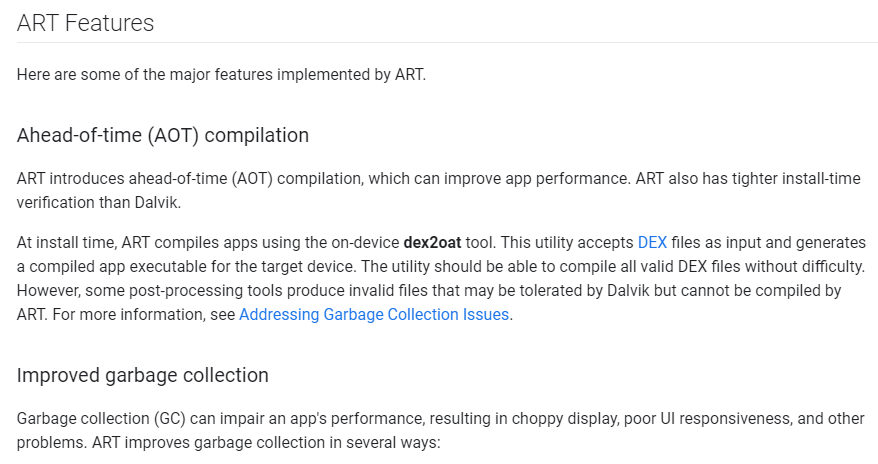 ART Features
Here are some of the major features implemented by ART.
Ahead-of-time (AOT) compilation
ART introduces ahead-of-time (AOT) compilation, which can improve app performance. ART also has tighter install-time
verification than Dalvik.
At install time, ART compiles apps using the on-device dex2oat tool. This utility accepts DEX files as input and generates
a compiled app executable for the target device. The utility should be able to compile all valid DEX files without difficulty.
However, some post-processing tools produce invalid files that may be tolerated by Dalvik but cannot be compiled by
ART. For more information, see Addressing Garbage Collection Issues.
Improved garbage collection
Garbage collection (GC) can impair an app's performance, resulting in choppy display, poor UI responsiveness, and other
problems. ART improves garbage collection in several ways: